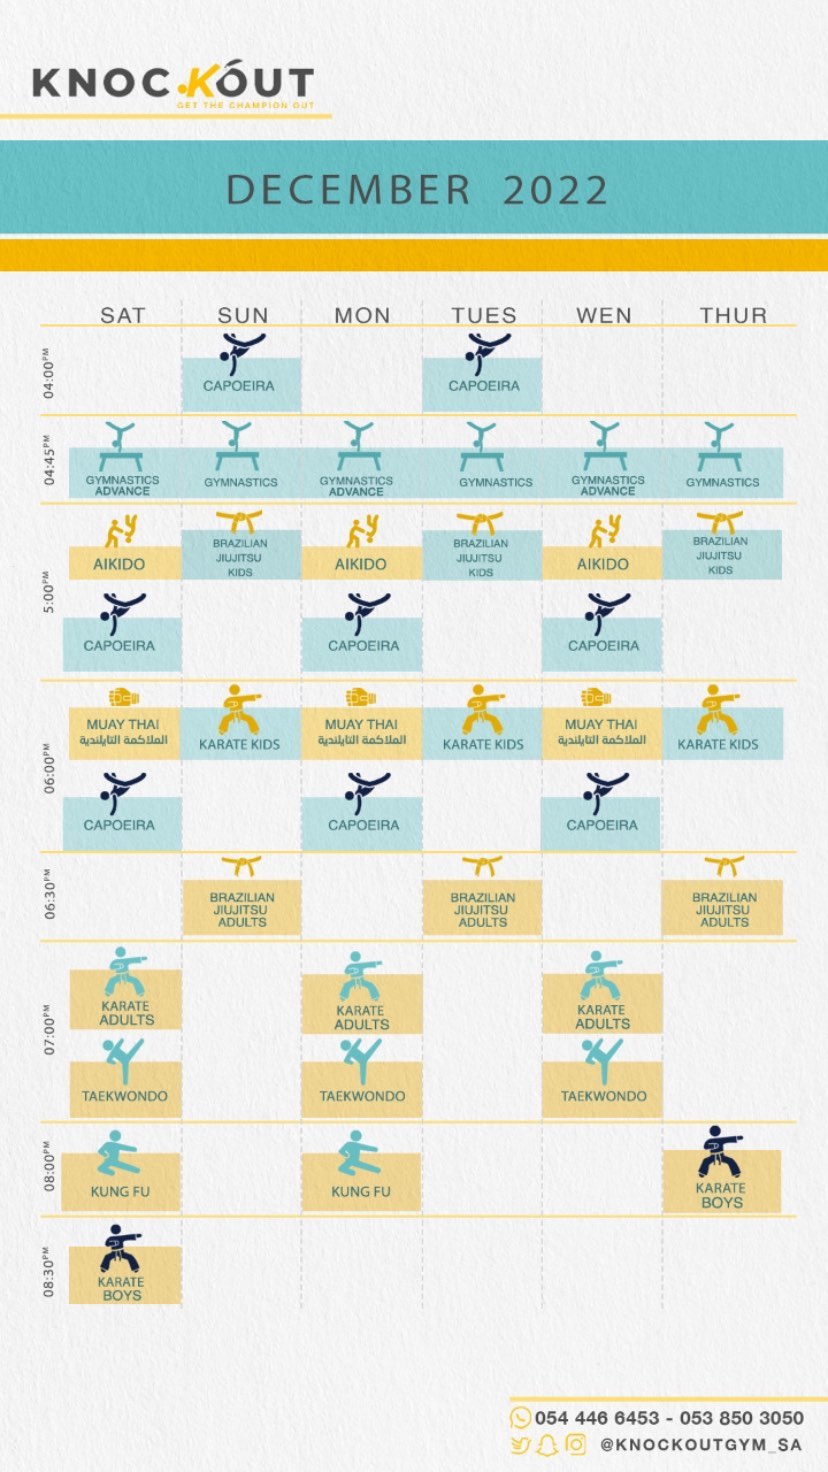 KNOC.KÓUT
GET THE CHAMPION OUT
DECEMBER 2022
SAT SUN MON TUES WEN THUR
04:00PM
CAPOEIRA CAPOEIRA
04:45PM
GYMNASTICS ADVANCE GYMNASTICS GYMNASTICS ADVANCE GYMNASTICS GYMNASTICS ADVANCE GYMNASTICS
5:00PM
AIKIDO BRAZILIAN JIUJITSU KIDS AIKIDO BRAZILIAN JIUJITSU KIDS AIKIDO BRAZILIAN JIUJITSU KIDS
CAPOEIRA CAPOEIRA CAPOEIRA
06:00PM
MUAY THAI الملاكمة التايلندية KARATE KIDS MUAY THAI الملاكمة التايلندية KARATE KIDS MUAY THAI الملاكمة التايلندية KARATE KIDS
CAPOEIRA CAPOEIRA CAPOEIRA
06:30PM
BRAZILIAN JIUJITSU ADULTS BRAZILIAN JIUJITSU ADULTS BRAZILIAN JIUJITSU ADULTS
07:00PM
KARATE ADULTS KARATE ADULTS KARATE ADULTS
TAEKWONDO TAEKWONDO TAEKWONDO
08:00PM
KUNG FU KUNG FU KARATE BOYS
08:30PM
KARATE BOYS
054 446 6453 - 053 850 3050
@KNOCKOUTGYM_SA